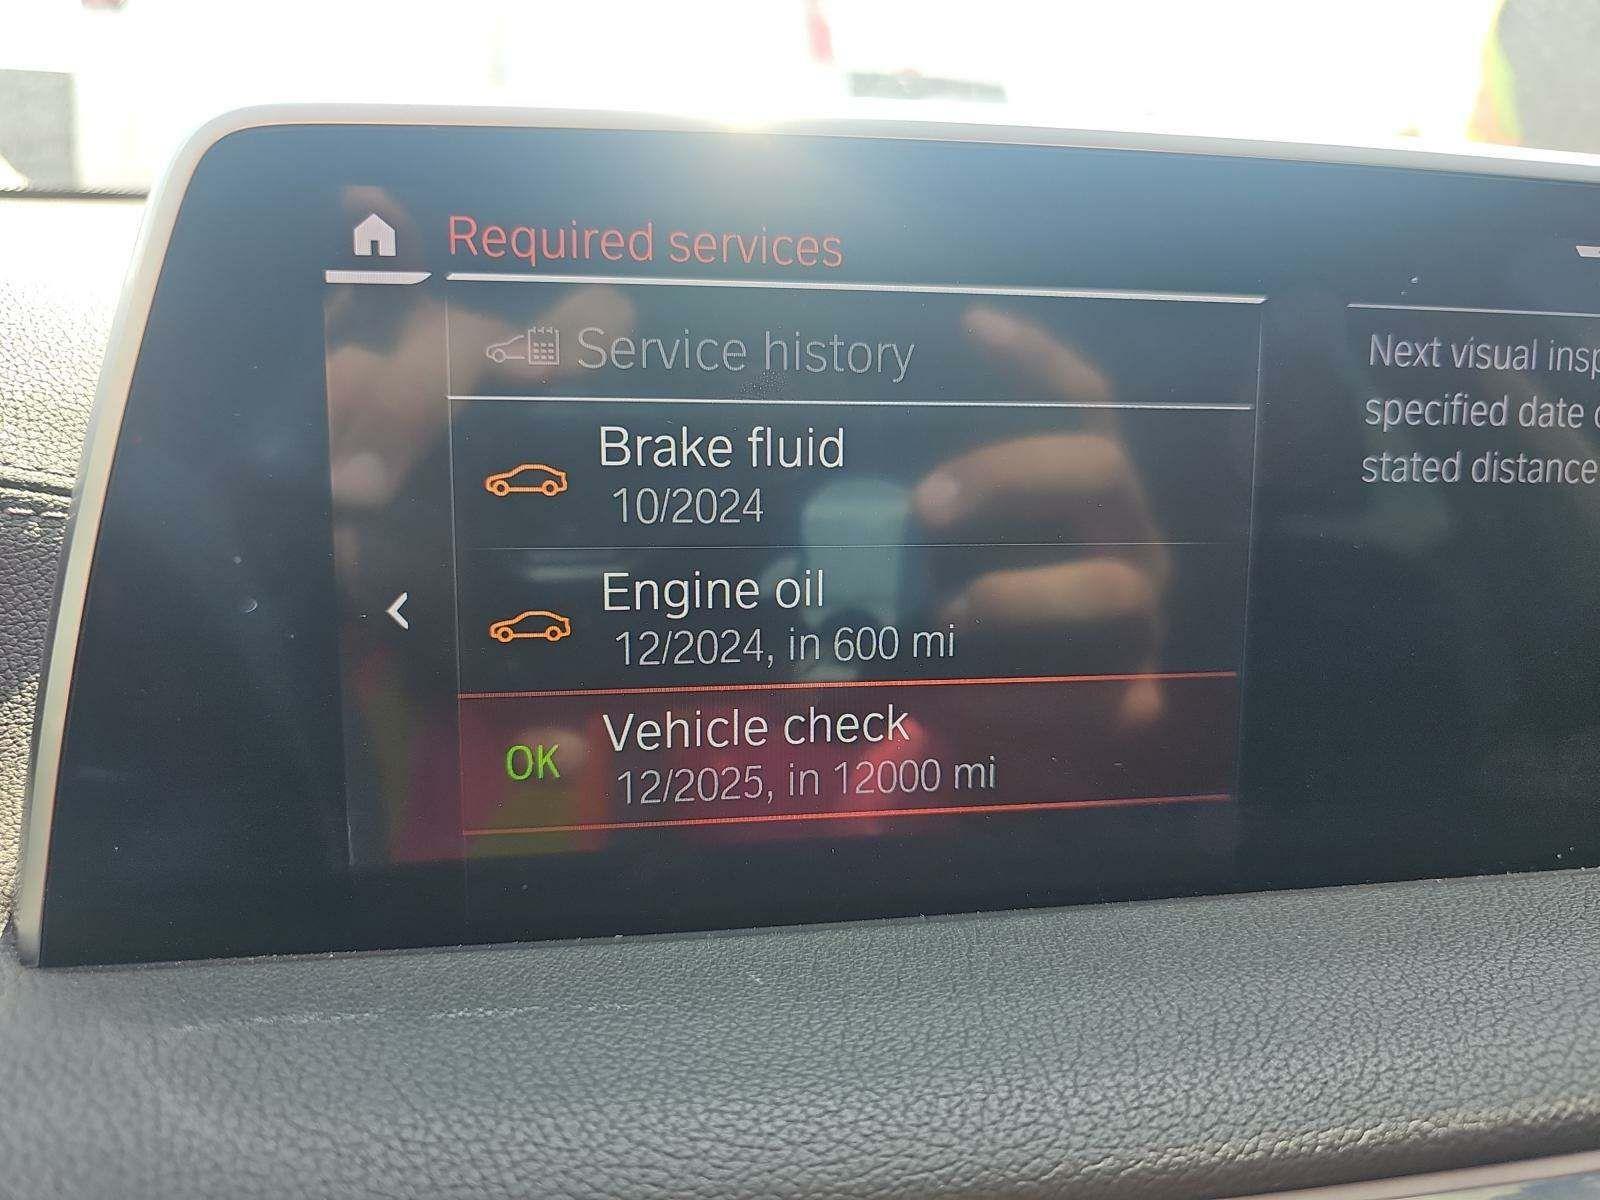 Required services
Service history
Brake fluid
10/2024
Engine oil
12/2024, in 600 mi
OK
Vehicle check
12/2025, in 12000 mi
Next visual
specified date
stated distance